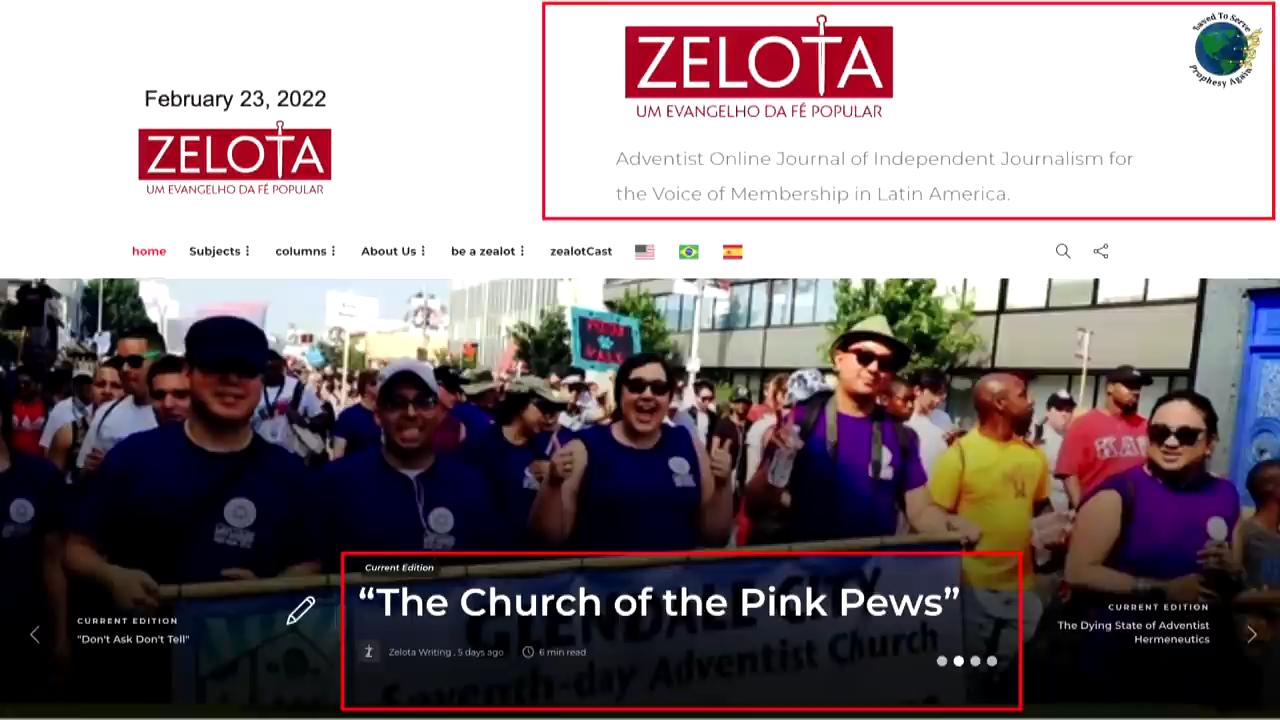 ZELOTA
UM EVANGELHO DA FÉ POPULAR
Adventist Online Journal of Independent Journalism for
the Voice of Membership in Latin America.
Saved To Serve
Prophesy Again
February 23, 2022
ZELOTA
UM EVANGELHO DA FÉ POPULAR
home
Subjects
columns
About Us
be a zealot
zealotCast
KAP
GLENDALE CITY
Seventh-day Adventist Church
Current Edition
“The Church of the Pink Pews”
Zelota Writing . 5 days ago
6 min read
CURRENT EDITION
"Don't Ask Don't Tell"
CURRENT EDITION
The Dying State of Adventist
Hermeneutics